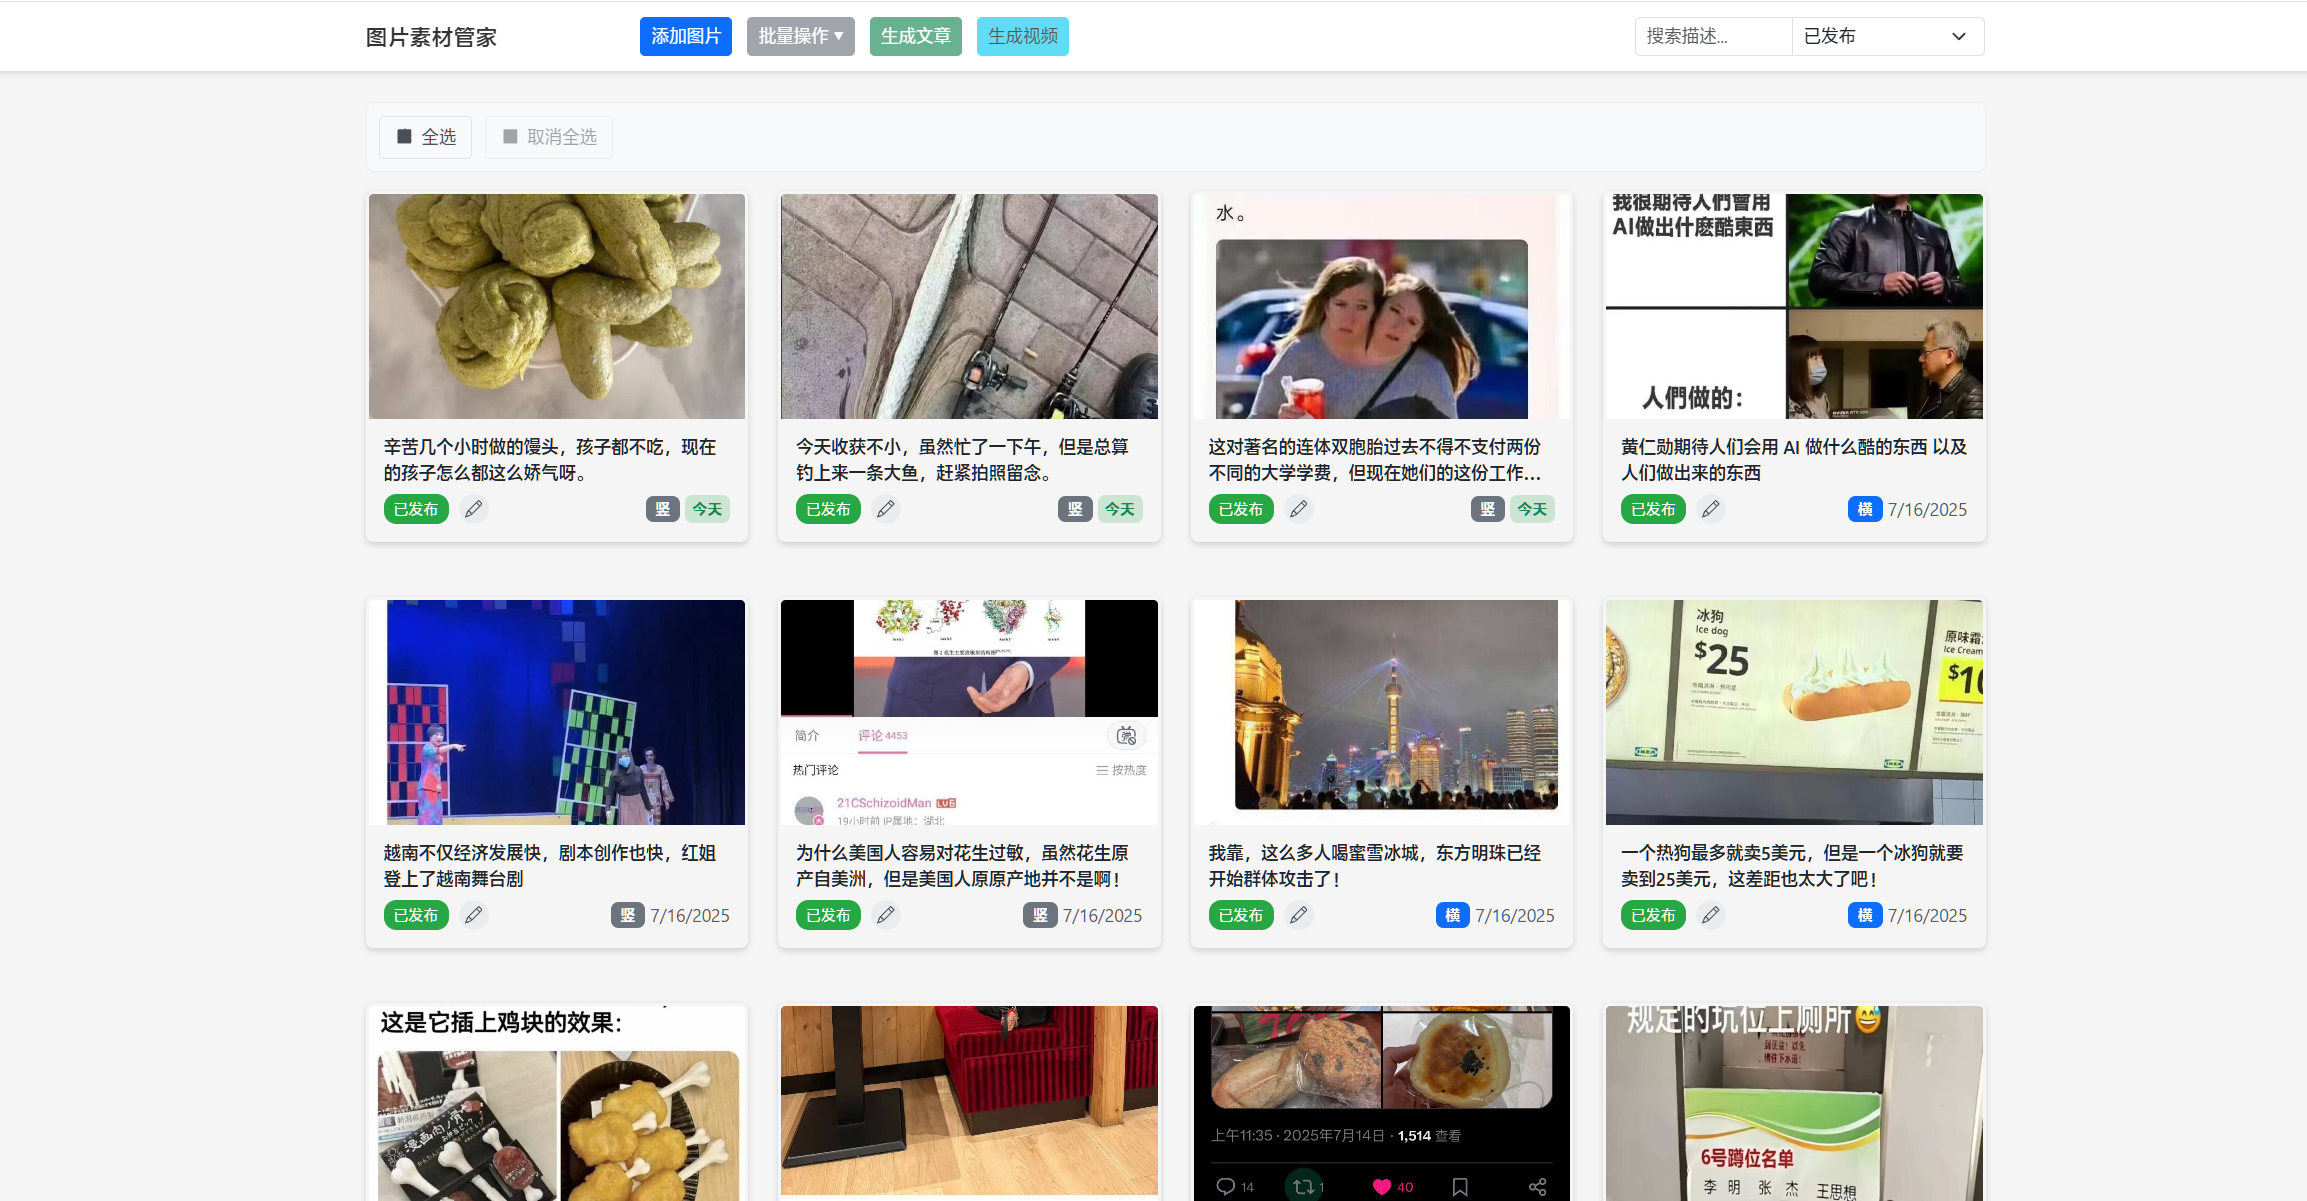 图片素材管家
添加图片
批量操作▼
生成文章
生成视频
搜索描述...
已发布
全选
取消全选
水。
我很期待人們會用
AI做出什麽酷東西
人們做的：
辛苦几个小时做的馒头，孩子都不吃，现在
的孩子怎么都这么娇气呀。
已发布
竖 今天
今天收获不小，虽然忙了一下午，但是总算
钓上来一条大鱼，赶紧拍照留念。
已发布
竖 今天
这对著名的连体双胞胎过去不得不支付两份
不同的大学学费，但现在她们的这份工作...
已发布
竖 今天
黄仁勋期待人们会用 AI 做什么酷的东西 以及
人们做出来的东西
已发布
横 7/16/2025
简介
评论 4453
热门评论
按热度
21CSchizoidMan LV6
19小时前 IP属地：湖北
冰狗
Ice dog
$25
原味霜
Ice Cream
$10
IKEA
IKEA
越南不仅经济发展快，剧本创作也快，红姐
登上了越南舞台剧
已发布
竖 7/16/2025
为什么美国人容易对花生过敏，虽然花生原
产自美洲，但是美国人原原产地并不是啊！
已发布
竖 7/16/2025
我靠，这么多人喝蜜雪冰城，东方明珠已经
开始群体攻击了！
已发布
横 7/16/2025
一个热狗最多就卖5美元，但是一个冰狗就要
卖到25美元，这差距也太大了吧！
已发布
横 7/16/2025
这是它插上鸡块的效果：
漫画肉ノ骨
上午11:35 · 2025年7月14日 · 1,514 查看
14
1
40
规定的坑位上厕所😅
6号蹲位名单
李 明 张 杰 王思想